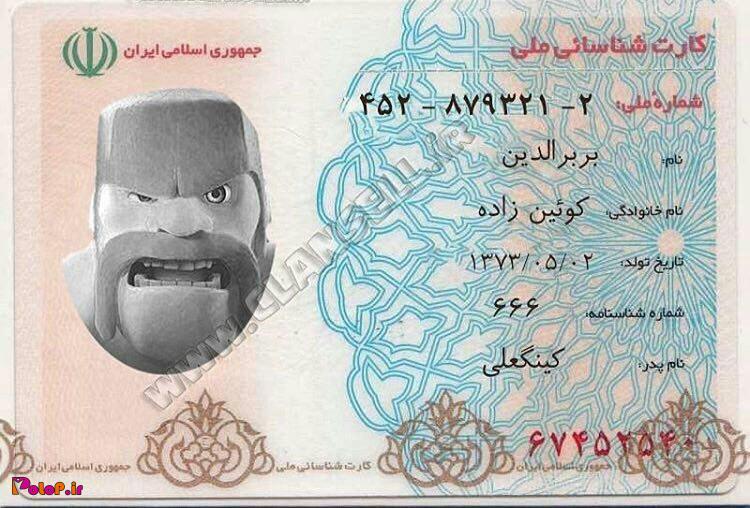 کارت شناسائی ملی
جمهوری اسلامی ایران
شماره ملی: ۴۵۲ - ۸۷۹۳۲۱ - ۲
نام: بربرالدین
نام خانوادگی: کوئین زاده
تاریخ تولد: ۱۳۷۳/۰۵/۰۲
شماره شناسنامه: ۶۶۶
نام پدر: کینگعلی
۶۷۴۵۲۵۴۰
جمهوری اسلامی ایران کارت شناسائی ملی جمهوری اسلامی ایران
WWW.CLANSELL.IR
PoloP.ir